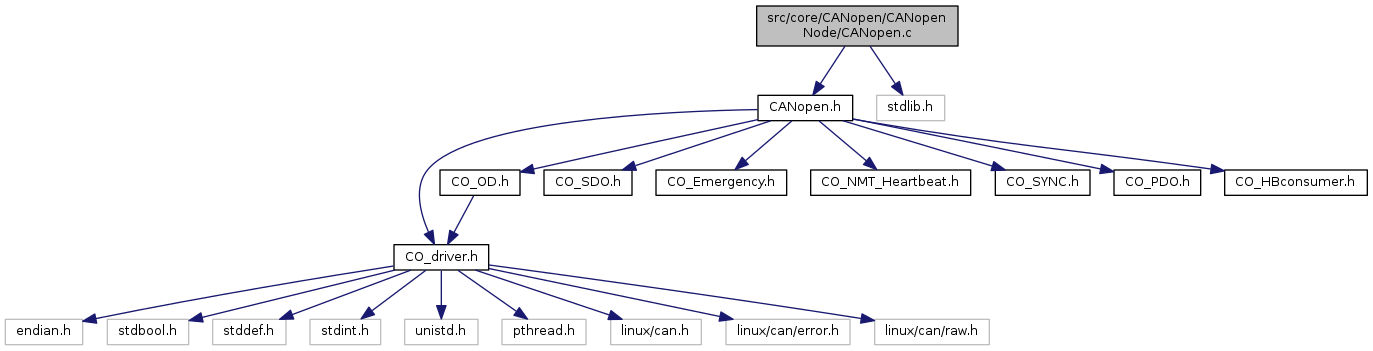 src/core/CANopen/CANopen
Node/CANopen.c
CANopen.h
stdlib.h
CO_OD.h
CO_SDO.h
CO_Emergency.h
CO_NMT_Heartbeat.h
CO_SYNC.h
CO_PDO.h
CO_HBconsumer.h
CO_driver.h
endian.h
stdbool.h
stddef.h
stdint.h
unistd.h
pthread.h
linux/can.h
linux/can/error.h
linux/can/raw.h